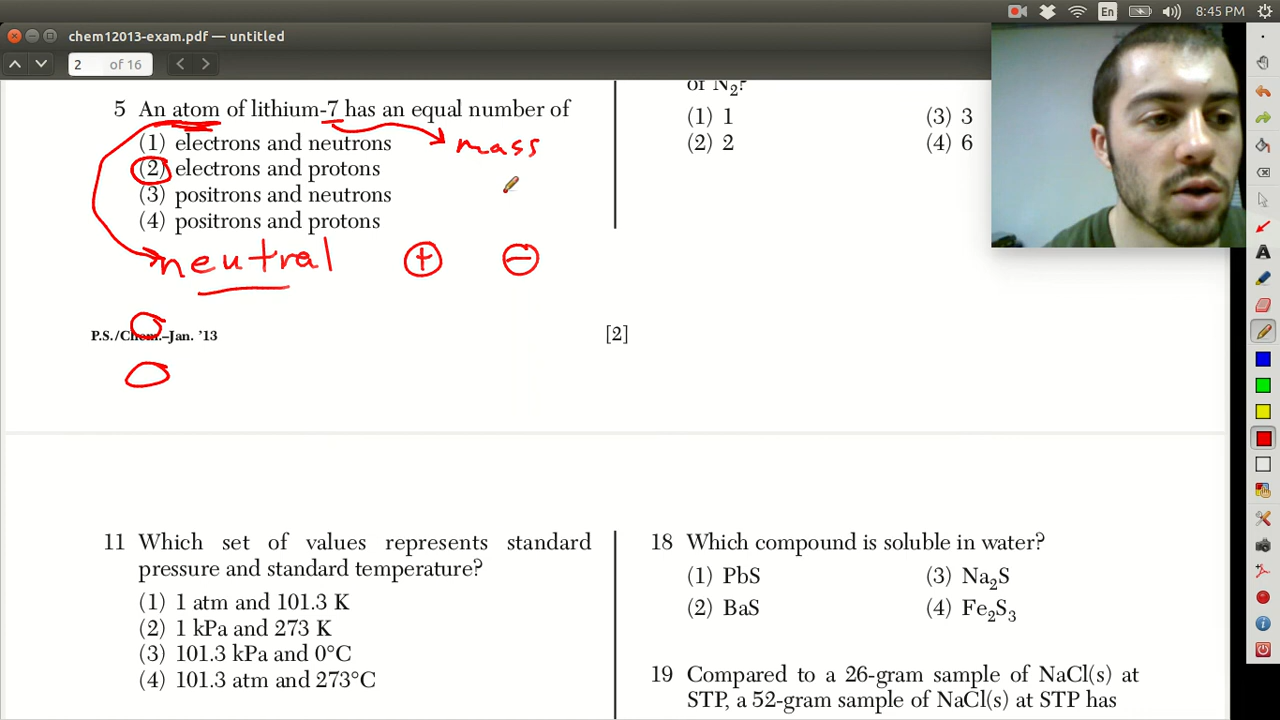 En 8:45 PM
chem12013-exam.pdf — untitled
2 of 16
5 An atom of lithium-7 has an equal number of
(1) electrons and neutrons
(2) electrons and protons
(3) positrons and neutrons
(4) positrons and protons
mass
neutral + −
P.S./Chem.–Jan. ’13 [2]
of N₂?
(1) 1 (3) 3
(2) 2 (4) 6
11 Which set of values represents standard
pressure and standard temperature?
(1) 1 atm and 101.3 K
(2) 1 kPa and 273 K
(3) 101.3 kPa and 0°C
(4) 101.3 atm and 273°C
18 Which compound is soluble in water?
(1) PbS (3) Na₂S
(2) BaS (4) Fe₂S₃
19 Compared to a 26-gram sample of NaCl(s) at
STP, a 52-gram sample of NaCl(s) at STP has